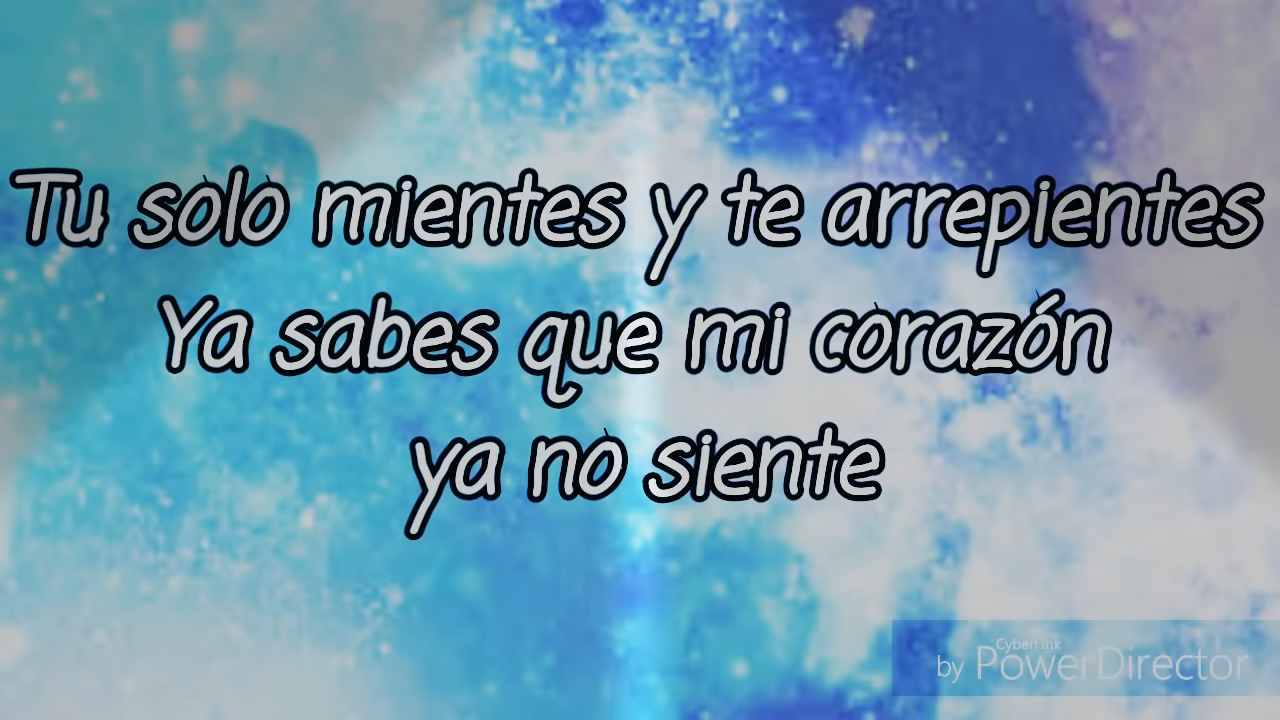 Tu solo mientes y te arrepientes
Ya sabes que mi corazón
ya no siente
CyberLink
by PowerDirector